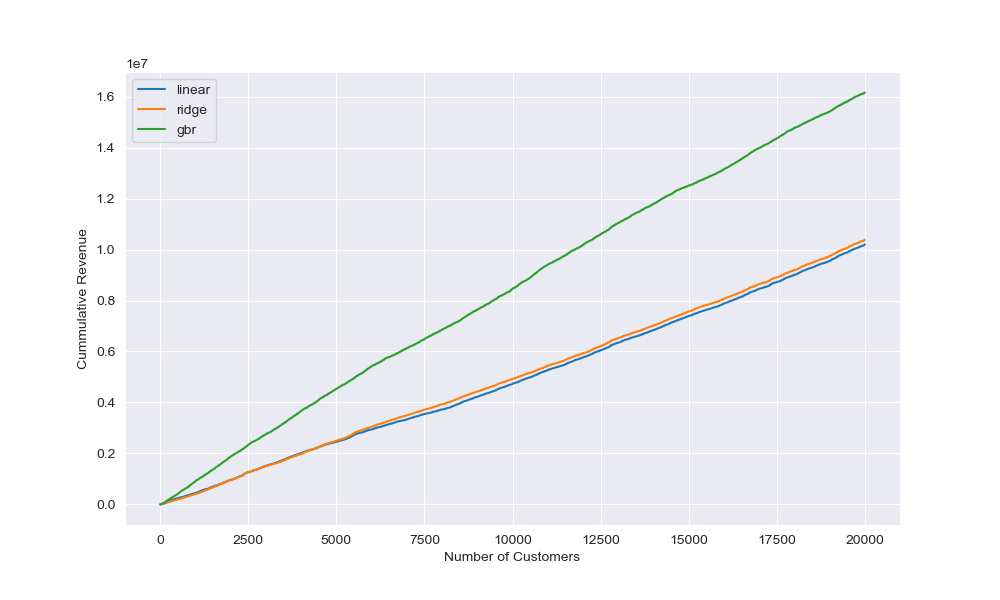 1e7
linear
ridge
gbr
1.6
1.4
1.2
1.0
0.8
0.6
0.4
0.2
0.0
Cummulative Revenue
0 2500 5000 7500 10000 12500 15000 17500 20000
Number of Customers